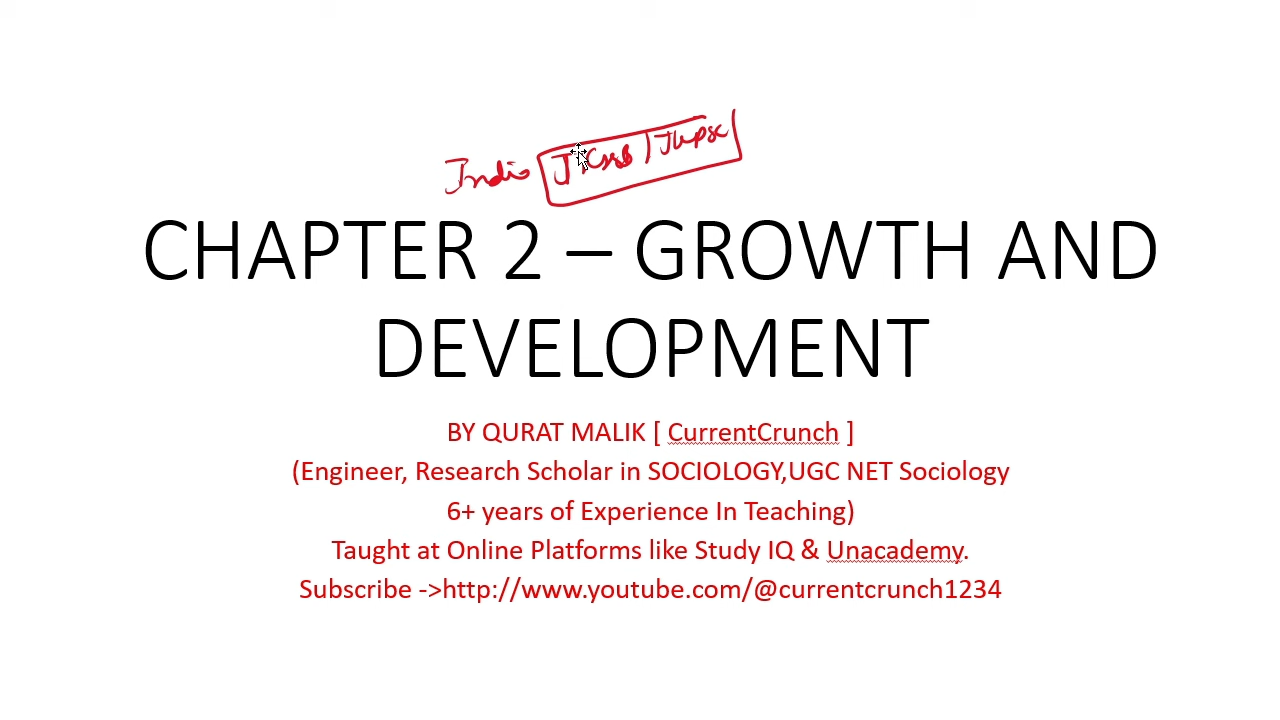 India JKSSB | JKPSC
CHAPTER 2 – GROWTH AND
DEVELOPMENT
BY QURAT MALIK [ CurrentCrunch ]
(Engineer, Research Scholar in SOCIOLOGY,UGC NET Sociology
6+ years of Experience In Teaching)
Taught at Online Platforms like Study IQ & Unacademy.
Subscribe ->http://www.youtube.com/@currentcrunch1234